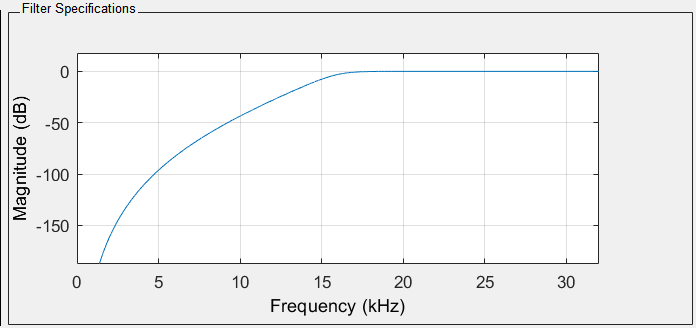 Filter Specifications
Magnitude (dB)
0
-50
-100
-150
0 5 10 15 20 25 30
Frequency (kHz)